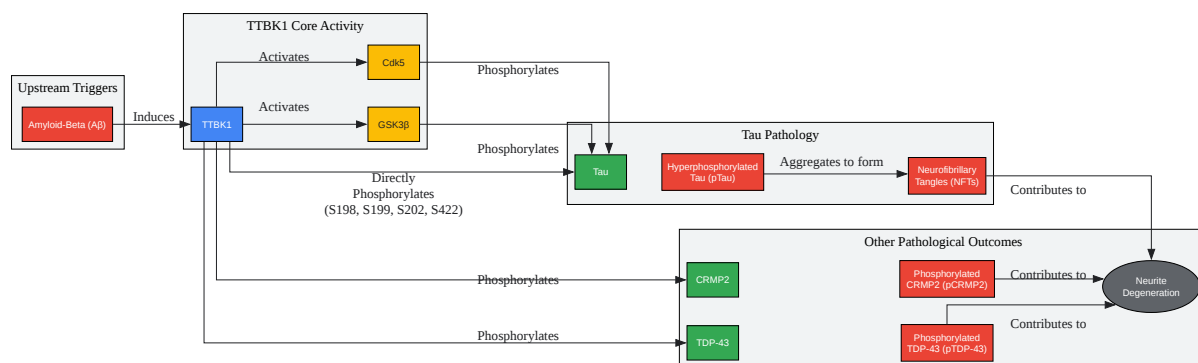 TTBK1 Core Activity
Activates
Cdk5
Phosphorylates
Upstream Triggers
Amyloid-Beta (Aβ)
Induces
TTBK1
Activates
GSK3β
Phosphorylates
Directly
Phosphorylates
(S198, S199, S202, S422)
Tau Pathology
Tau
Hyperphosphorylated
Tau (pTau)
Aggregates to form
Neurofibrillary
Tangles (NFTs)
Contributes to
Other Pathological Outcomes
Phosphorylates
CRMP2
Phosphorylated
CRMP2 (pCRMP2)
Contributes to
Neurite
Degeneration
Phosphorylates
TDP-43
Phosphorylated
TDP-43 (pTDP-43)
Contributes to